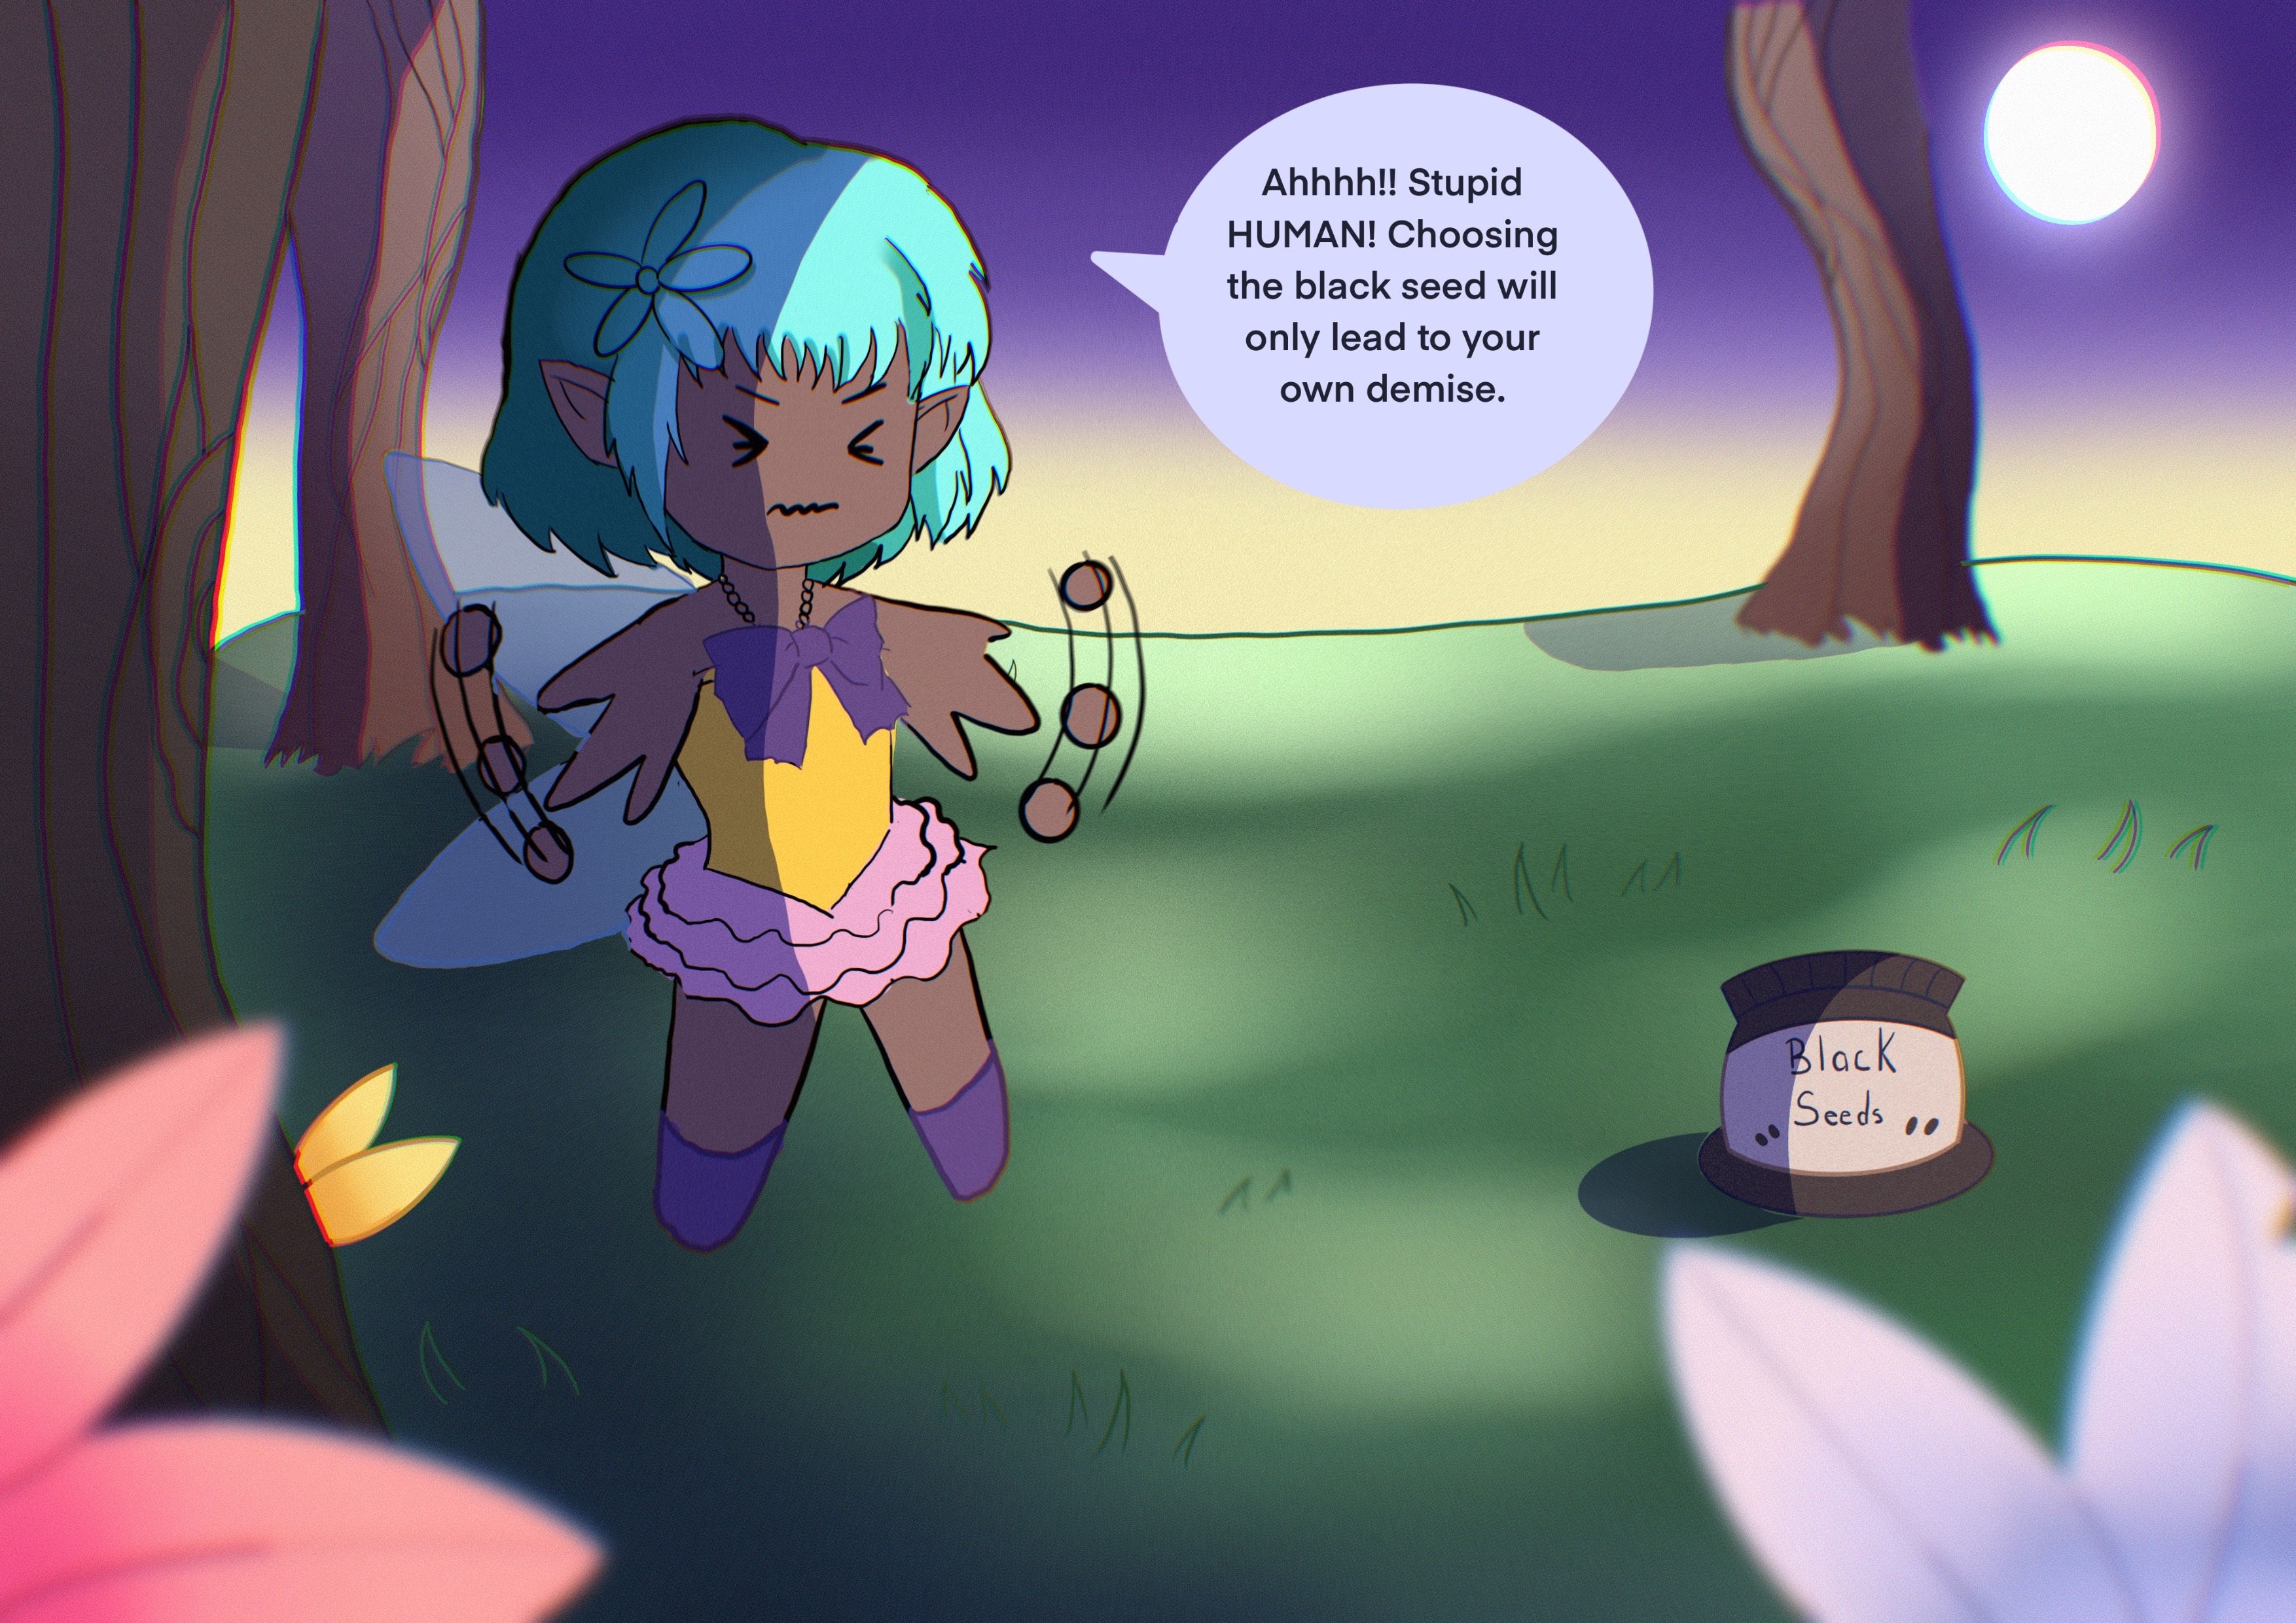 Ahhhh!! Stupid
HUMAN! Choosing
the black seed will
only lead to your
own demise.
Black
Seeds